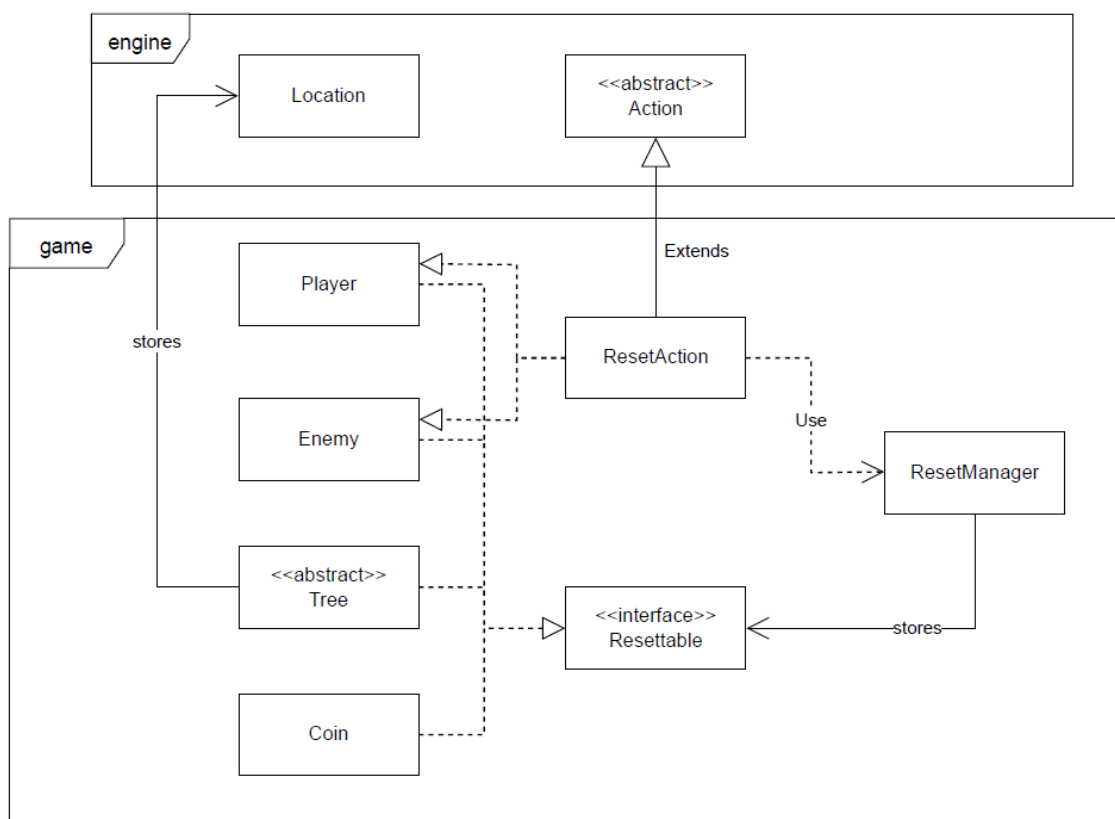 engine
Location
<<abstract>>
Action
game
Player
Extends
stores
ResetAction
Enemy
Use
ResetManager
<<abstract>>
Tree
<<interface>>
Resettable
stores
Coin